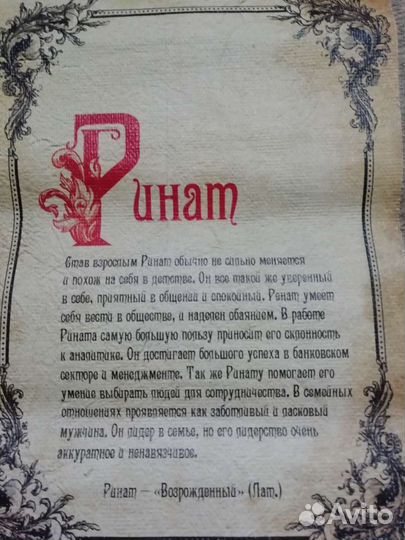 Ринат
Став взрослым Ринат обычно не сильно меняется
и похож на себя в детстве. Он все такой же уверенный
в себе, приятный в общении и спокойный. Ренат умеет
себя вести в обществе, и наделен обаянием. В работе
Рината самую большую пользу приносит его склонность
к аналитике. Он достигает большого успеха в банковском
секторе и менеджменте. Так же Ринату помогает его
умение выбирать людей для сотрудничества. В семейных
отношениях проявляется как заботливый и ласковый
мужчина. Он лидер в семье, но его лидерство очень
аккуратное и ненавязчивое.
Ринат – «Возрожденный» (Лат.)
Avito